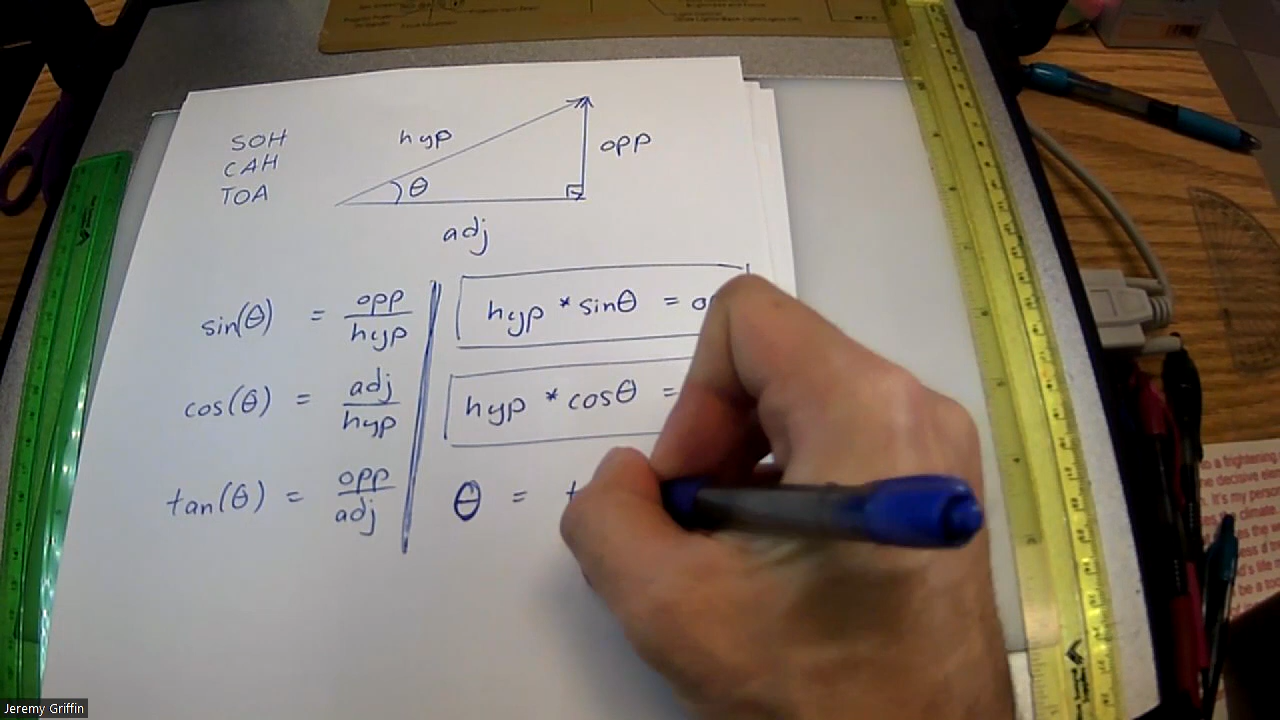 SOH
CAH
TOA
hyp
opp
θ
adj
sin(θ) = opp/hyp
hyp * sinθ =
cos(θ) = adj/hyp
hyp * cosθ =
tan(θ) = opp/adj
θ =
Jeremy Griffin